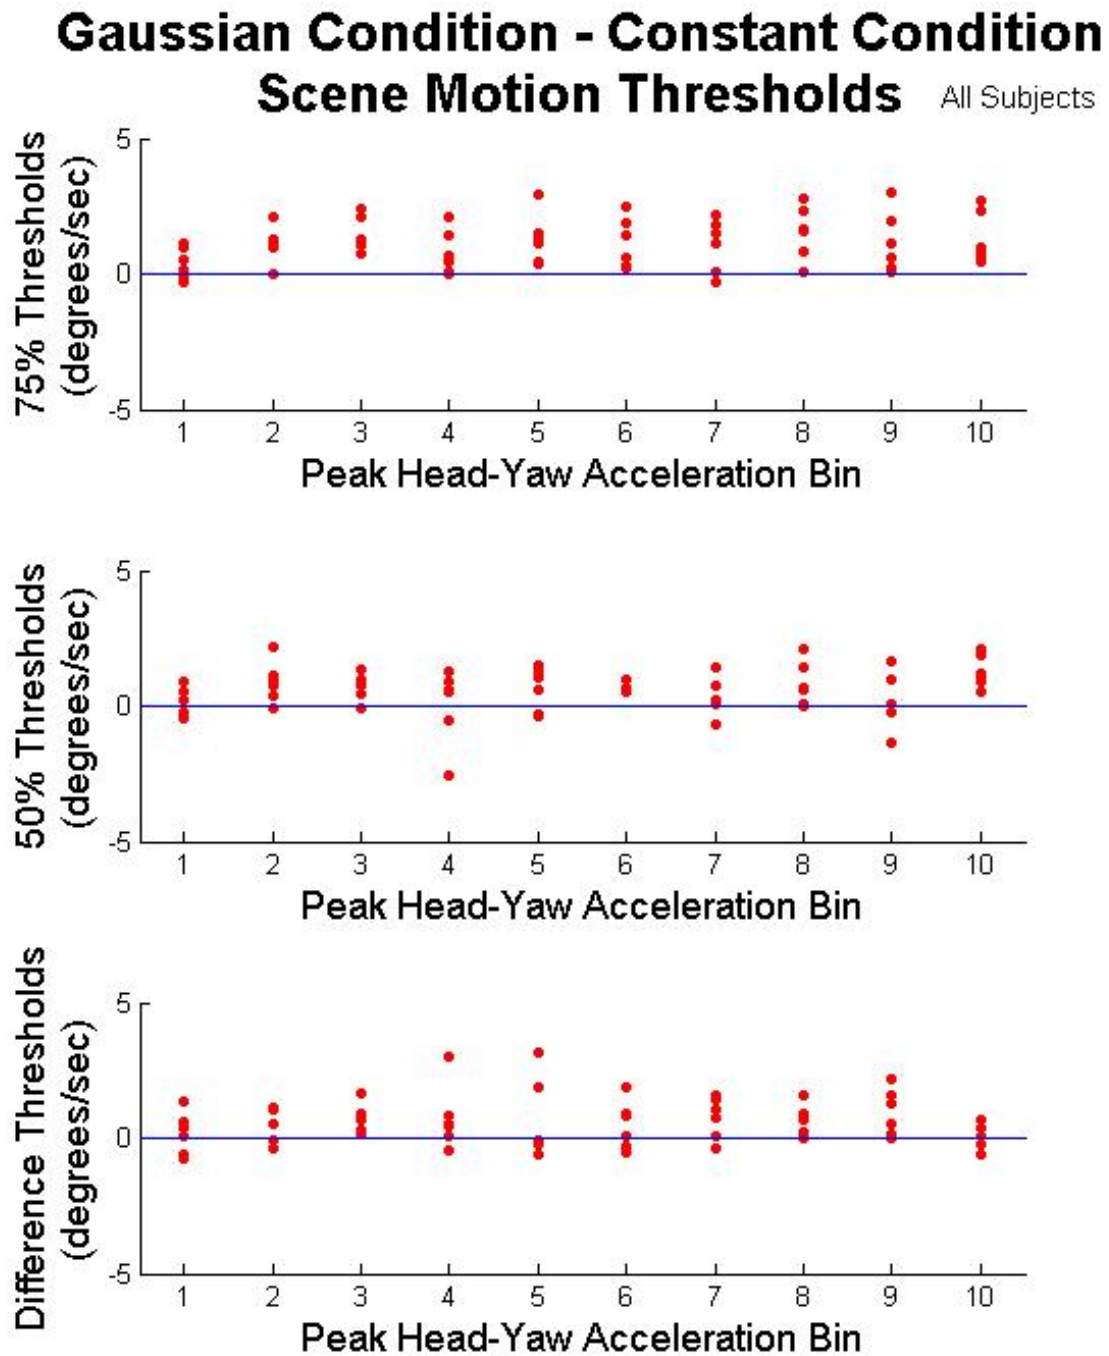 Gaussian Condition - Constant Condition
Scene Motion Thresholds All Subjects
75% Thresholds
(degrees/sec)
5
0
-5
1 2 3 4 5 6 7 8 9 10
Peak Head-Yaw Acceleration Bin
50% Thresholds
(degrees/sec)
5
0
-5
1 2 3 4 5 6 7 8 9 10
Peak Head-Yaw Acceleration Bin
Difference Thresholds
(degrees/sec)
5
0
-5
1 2 3 4 5 6 7 8 9 10
Peak Head-Yaw Acceleration Bin